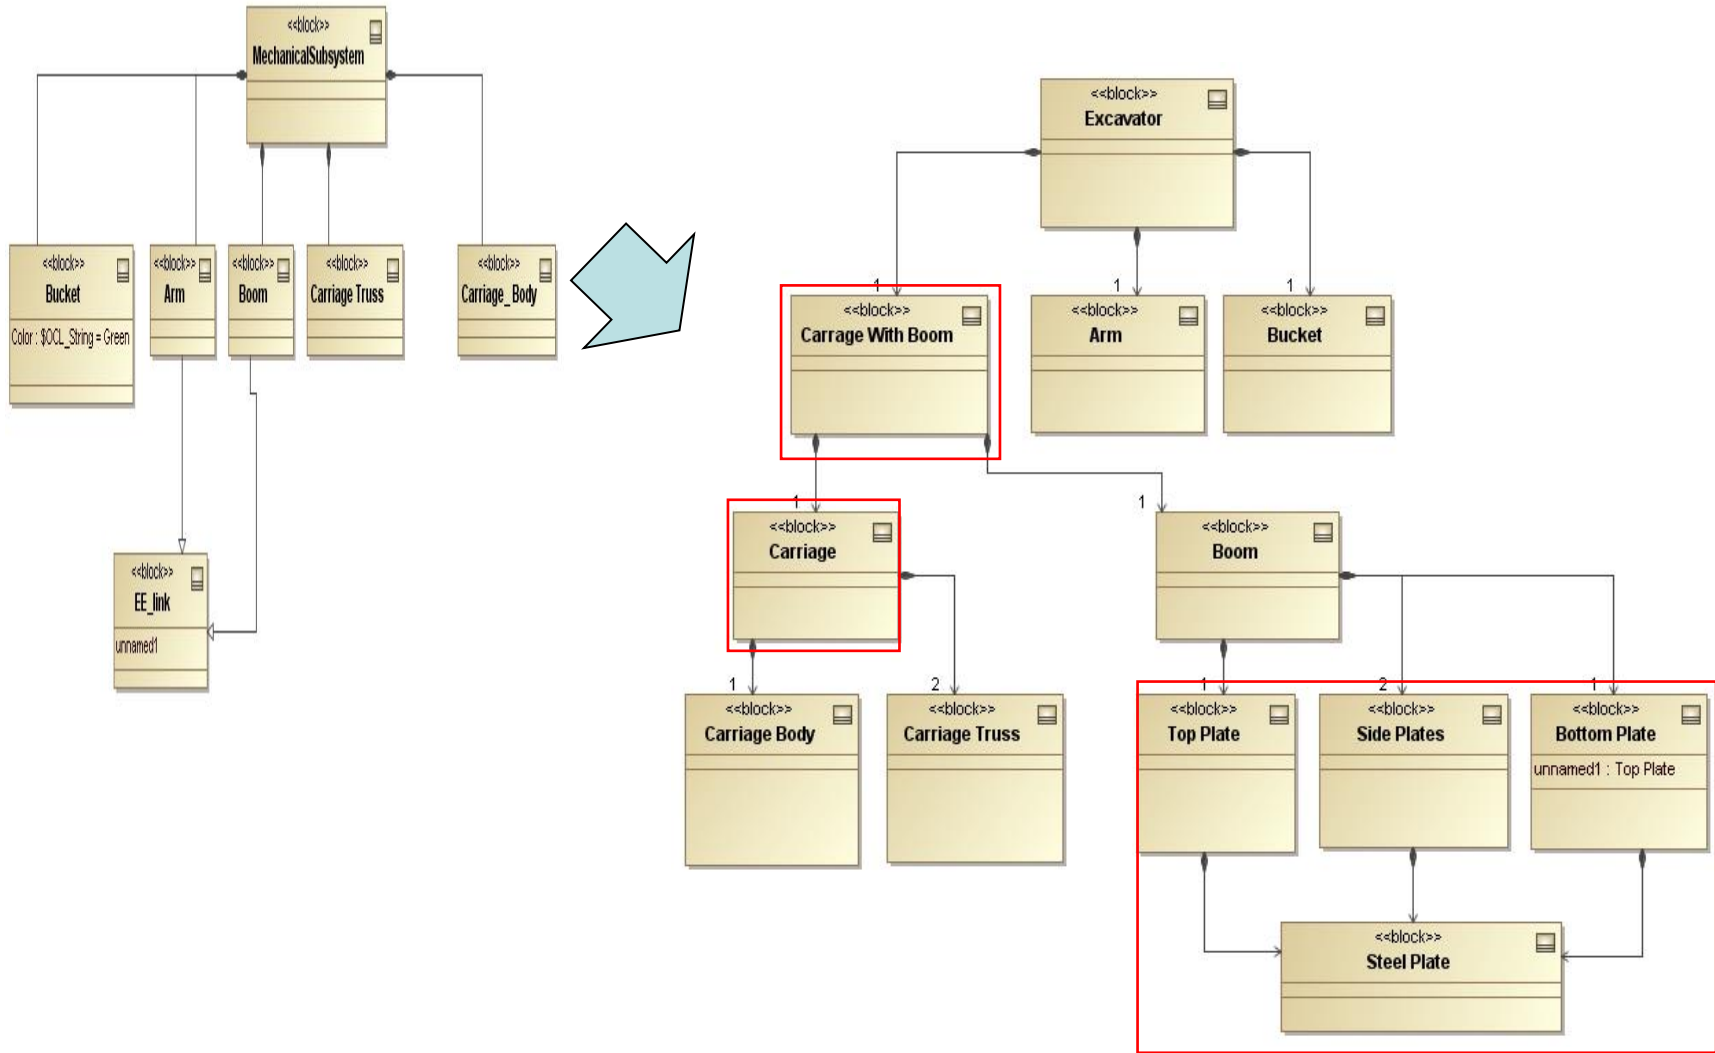 <<block>>
MechanicalSubsystem
<<block>>
Bucket
Color : $OCL_String = Green
<<block>>
Arm
<<block>>
Boom
<<block>>
Carriage Truss
<<block>>
Carriage_Body
<<block>>
EE_link
unnamed1
<<block>>
Excavator
1
<<block>>
Carrage With Boom
1
<<block>>
Arm
1
<<block>>
Bucket
1
<<block>>
Carriage
1
<<block>>
Boom
1
<<block>>
Carriage Body
2
<<block>>
Carriage Truss
1
<<block>>
Top Plate
2
<<block>>
Side Plates
1
<<block>>
Bottom Plate
unnamed1 : Top Plate
<<block>>
Steel Plate